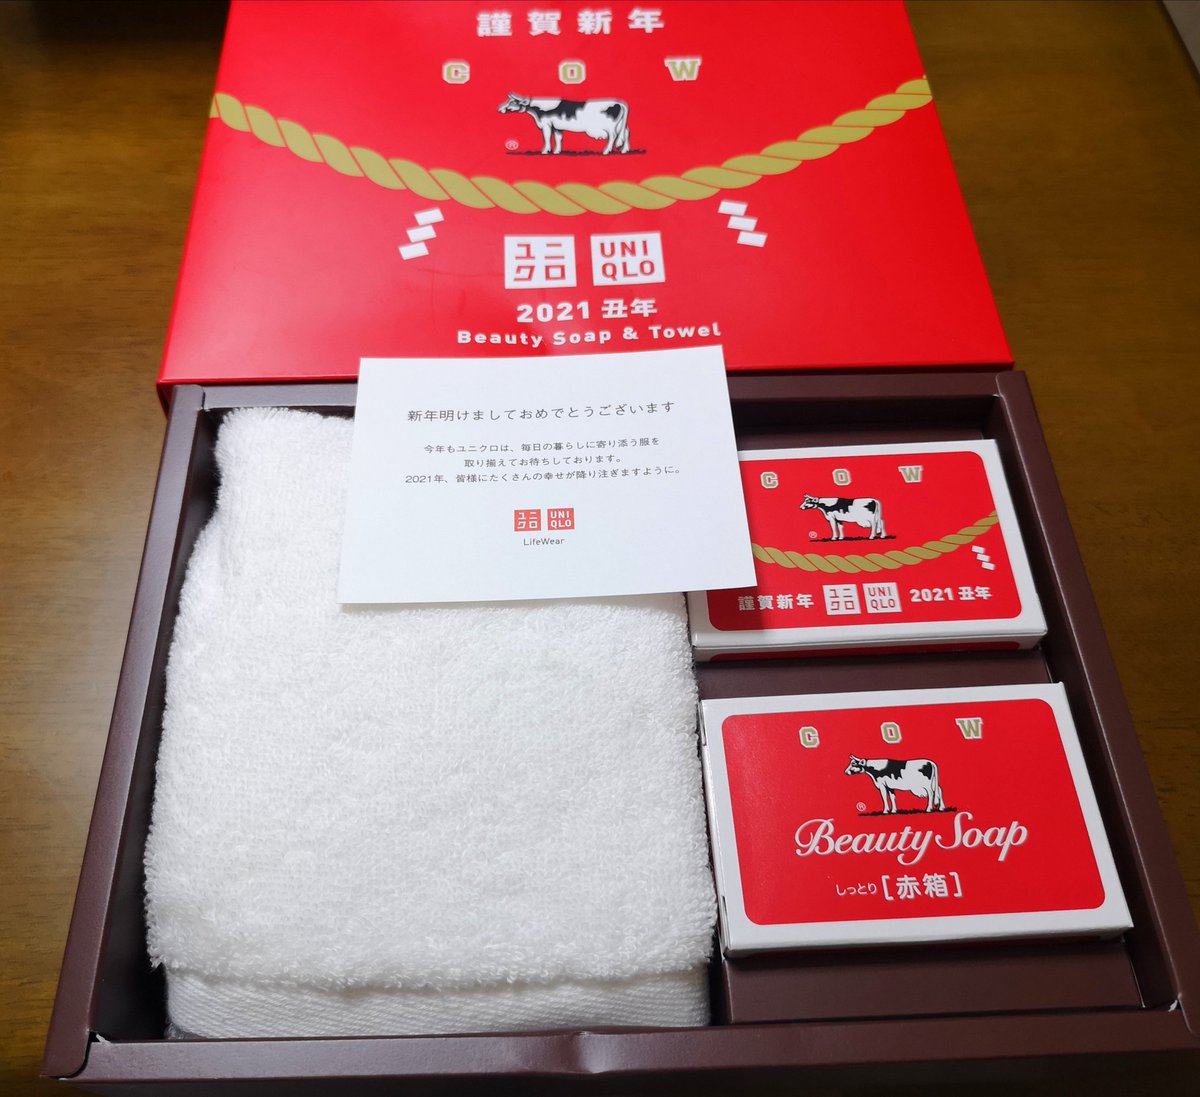 謹賀新年
COW
®
ユニクロ UNIQLO
2021 丑年
Beauty Soap & Towel
新年明けましておめでとうございます
今年もユニクロは、毎日の暮らしに寄り添う服を
取り揃えてお待ちしております。
2021年、皆様にたくさんの幸せが降り注ぎますように。
ユニクロ UNIQLO
LifeWear
COW
®
謹賀新年 ユニクロ UNIQLO 2021 丑年
COW
®
Beauty Soap
しっとり [赤箱]